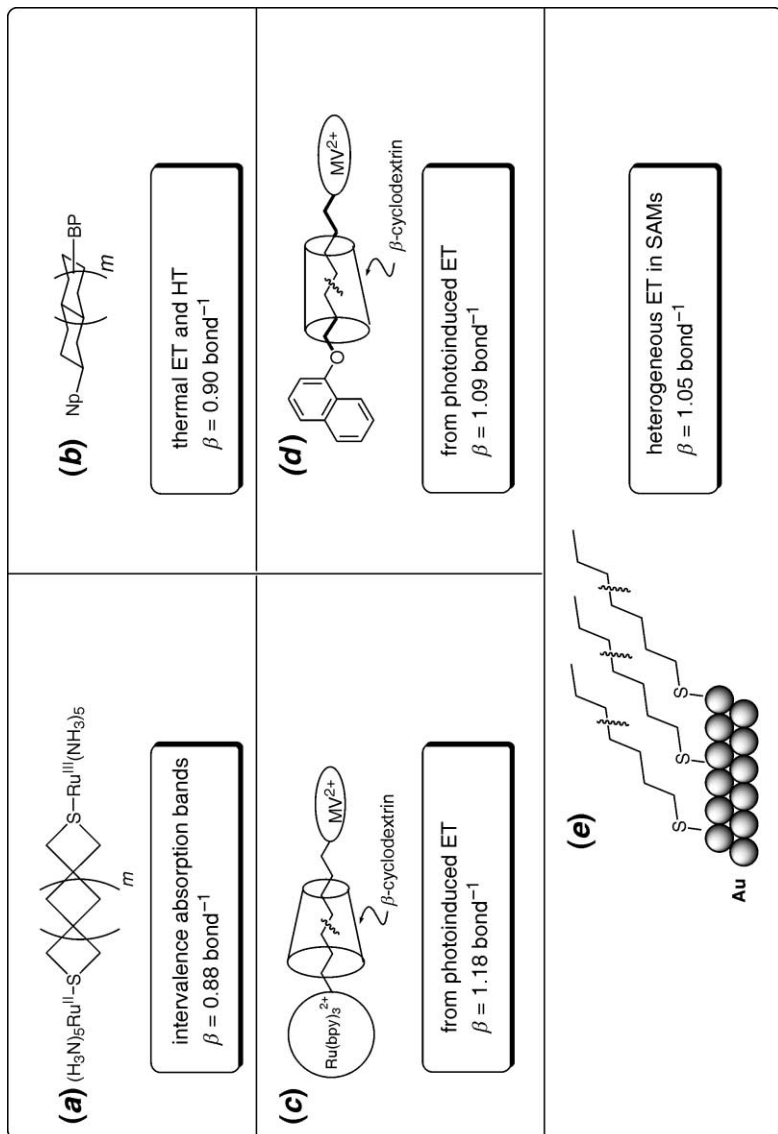 (a)
(H₃N)₅Ruᴵᴵ–S
S–Ruᴵᴵᴵ(NH₃)₅
m
intervalence absorption bands
β = 0.88 bond⁻¹
(b)
Np
BP
m
thermal ET and HT
β = 0.90 bond⁻¹
(c)
Ru(bpy)₃²⁺
MV²⁺
β-cyclodextrin
from photoinduced ET
β = 1.18 bond⁻¹
(d)
O
MV²⁺
β-cyclodextrin
from photoinduced ET
β = 1.09 bond⁻¹
(e)
S
S
S
Au
heterogeneous ET in SAMs
β = 1.05 bond⁻¹